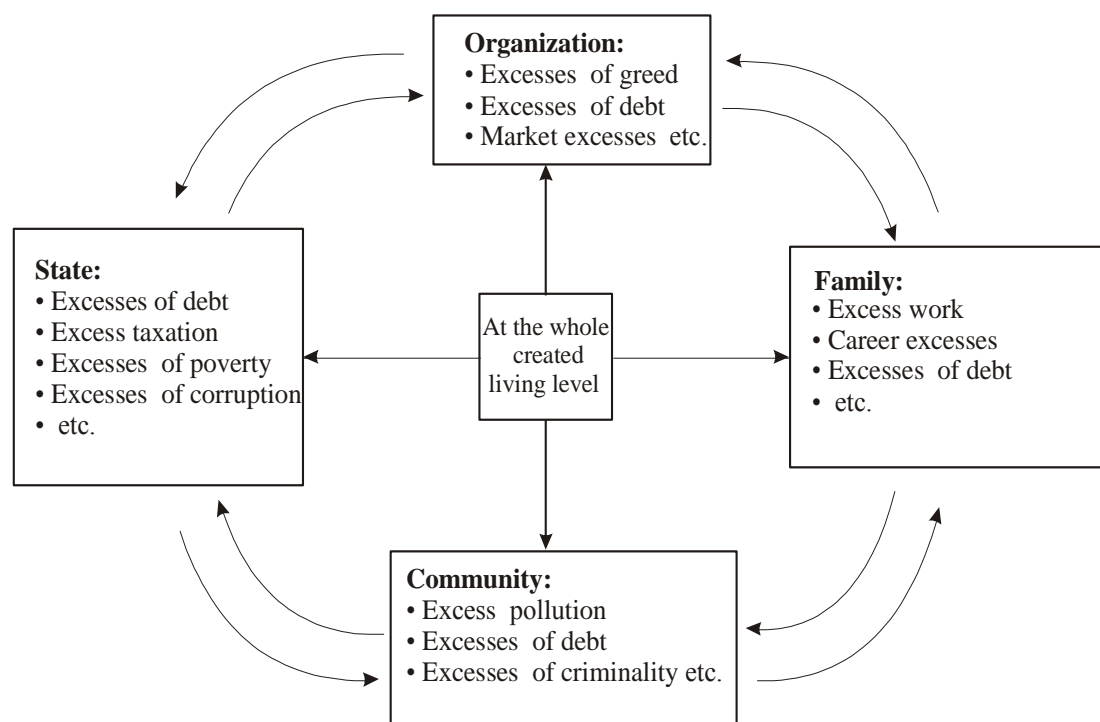 Organization:
• Excesses of greed
• Excesses of debt
• Market excesses etc.
State:
• Excesses of debt
• Excess taxation
• Excesses of poverty
• Excesses of corruption
• etc.
At the whole
created
living level
Family:
• Excess work
• Career excesses
• Excesses of debt
• etc.
Community:
• Excess pollution
• Excesses of debt
• Excesses of criminality etc.